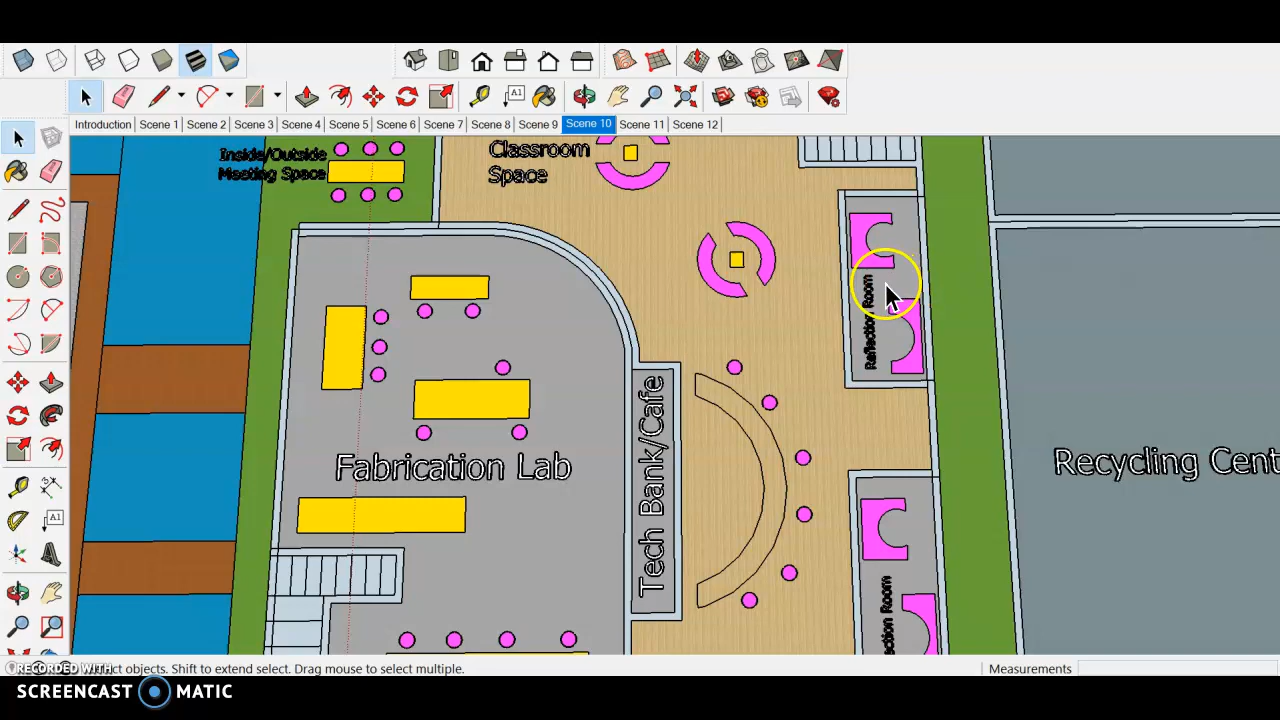 A1
Introduction Scene 1 Scene 2 Scene 3 Scene 4 Scene 5 Scene 6 Scene 7 Scene 8 Scene 9 Scene 10 Scene 11 Scene 12
Inside/Outside
Meeting Space
Classroom
Space
Reflection Room
Fabrication Lab
Tech Bank/Cafe
Recycling Cent
A1
ection Room
RECORDED WITH
ct objects. Shift to extend select. Drag mouse to select multiple.
Measurements
SCREENCAST MATIC